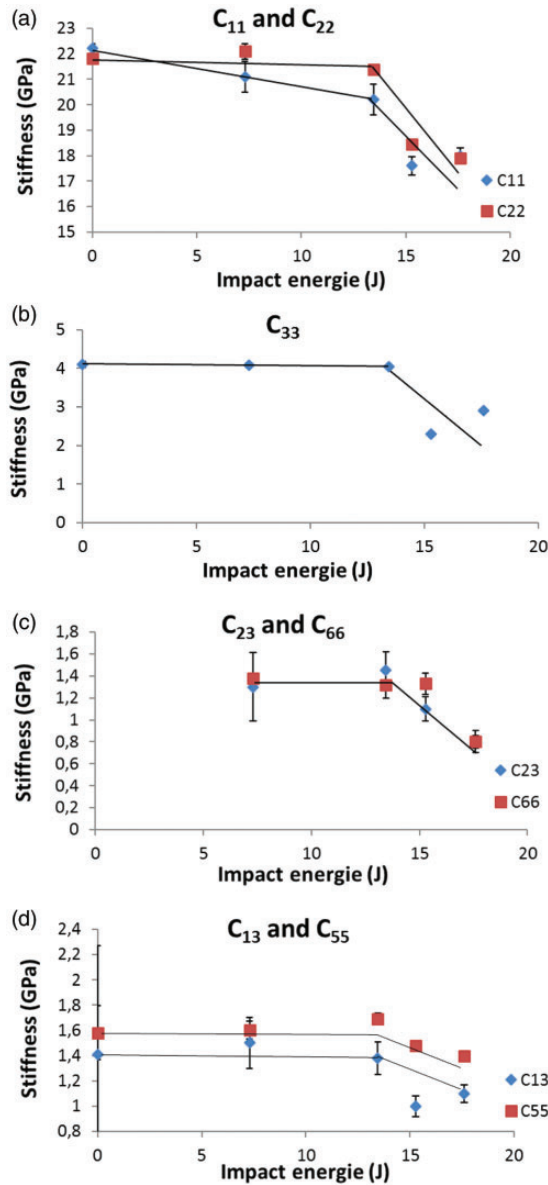 (a)
C11 and C22
23
22
21
20
19
18
17
16
15
Stiffness (GPa)
0 5 10 15 20
Impact energie (J)
C11
C22
(b)
C33
5
4
3
2
1
0
Stiffness (GPa)
0 5 10 15 20
Impact energie (J)
(c)
C23 and C66
1,8
1,6
1,4
1,2
1
0,8
0,6
0,4
0,2
0
Stiffness (GPa)
0 5 10 15 20
Impact energie (J)
C23
C66
(d)
C13 and C55
2,4
2,2
2
1,8
1,6
1,4
1,2
1
0,8
Stiffness (GPa)
0 5 10 15 20
Impact energie (J)
C13
C55